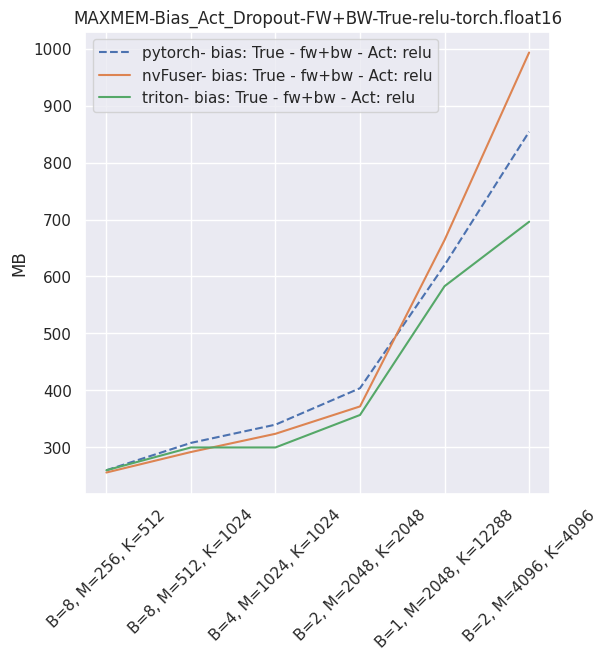 MAXMEM-Bias_Act_Dropout-FW+BW-True-relu-torch.float16
pytorch- bias: True - fw+bw - Act: relu
nvFuser- bias: True - fw+bw - Act: relu
triton- bias: True - fw+bw - Act: relu
1000
900
800
700
600
500
400
300
MB
B=8, M=256, K=512
B=8, M=512, K=1024
B=4, M=1024, K=1024
B=2, M=2048, K=2048
B=1, M=2048, K=12288
B=2, M=4096, K=4096